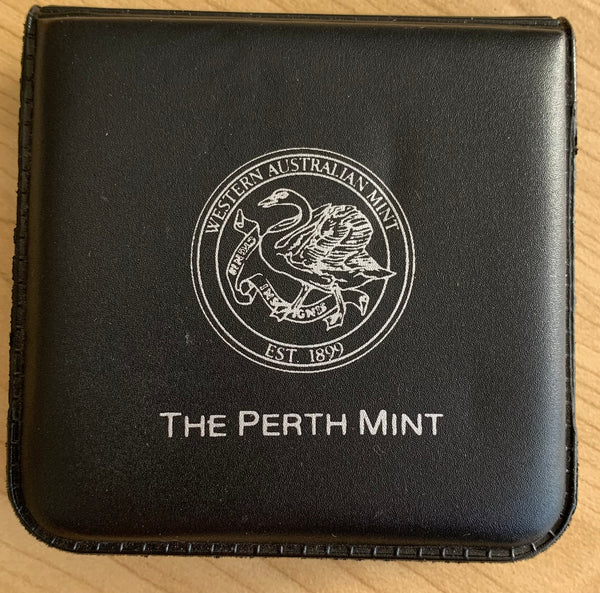 WESTERN AUSTRALIAN MINT
EST. 1899
THE PERTH MINT